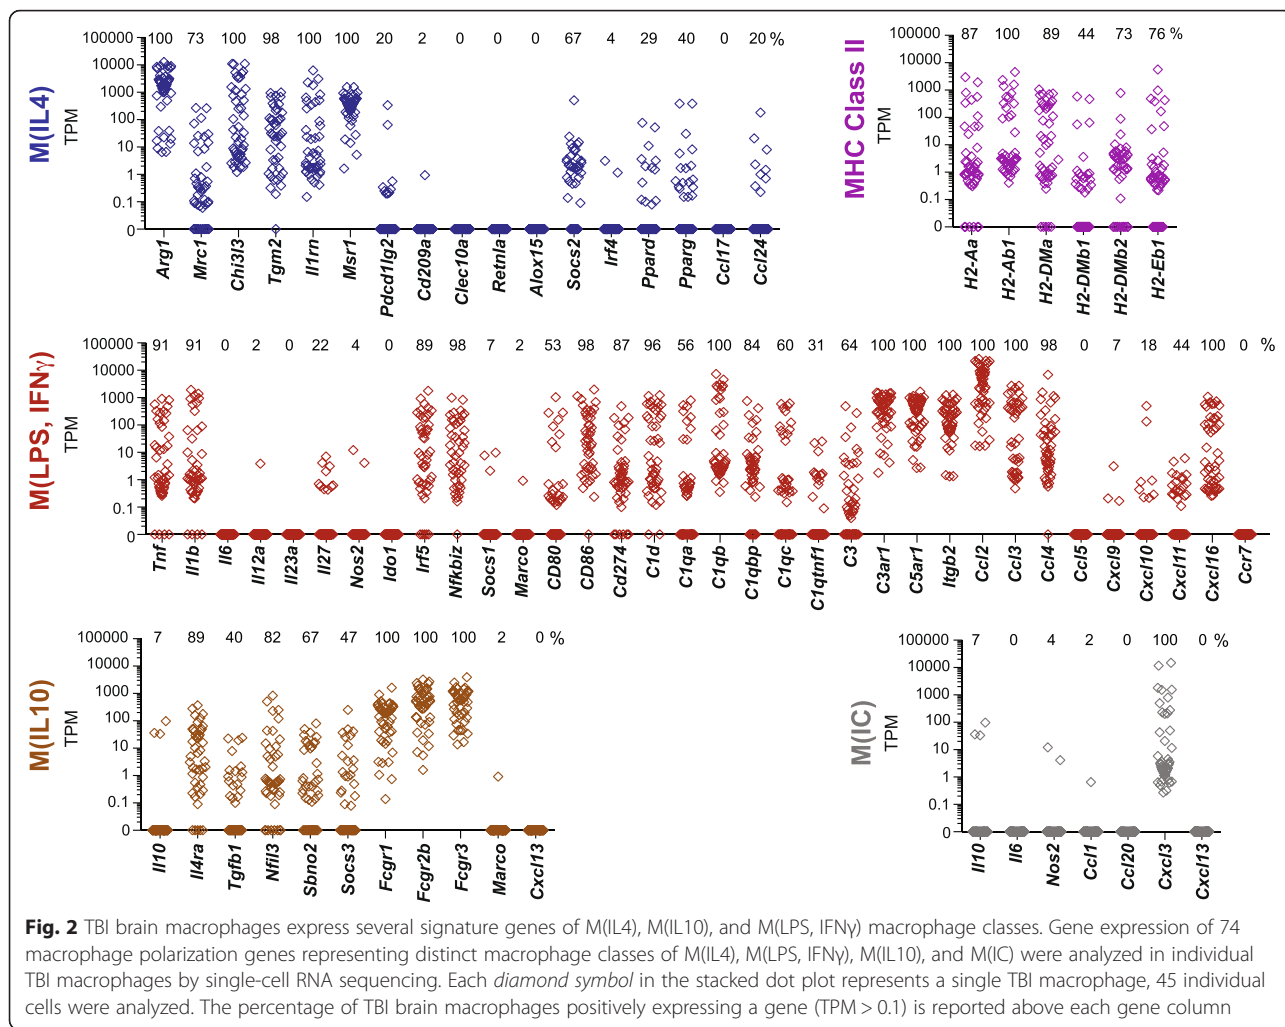 M(IL4)
TPM
100 73 100 98 100 100 20 2 0 0 0 67 4 29 40 0 20 %
100000
10000
1000
100
10
1
0.1
0
Arg1 Mrc1 Chi3l3 Tgm2 Il1rn Msr1 Pdcd1lg2 Cd209a Clec10a Retnla Alox15 Socs2 Irf4 Ppard Pparg Ccl17 Ccl24
MHC Class II
TPM
87 100 89 44 73 76 %
100000
10000
1000
100
10
1
0.1
0
H2-Aa H2-Ab1 H2-DMa H2-DMb1 H2-DMb2 H2-Eb1
M(LPS, IFNγ)
TPM
91 91 0 2 0 22 4 0 89 98 7 2 53 98 87 96 56 100 84 60 31 64 100 100 100 100 100 98 0 7 18 44 100 0 %
100000
10000
1000
100
10
1
0.1
0
Tnf Il1b Il6 Il12a Il23a Il27 Nos2 Ido1 Irf5 Nfkbiz Socs1 Marco CD80 CD86 Cd274 C1d C1qa C1qb C1qbp C1qc C1qtnf1 C3 C3ar1 C5ar1 Itgb2 Ccl2 Ccl3 Ccl4 Ccl5 Cxcl9 Cxcl10 Cxcl11 Cxcl16 Ccr7
M(IL10)
TPM
7 89 40 82 67 47 100 100 100 2 0 %
100000
10000
1000
100
10
1
0.1
0
Il10 Il4ra Tgfb1 Nfil3 Sbno2 Socs3 Fcgr1 Fcgr2b Fcgr3 Marco Cxcl13
M(IC)
TPM
7 0 4 2 0 100 0 %
100000
10000
1000
100
10
1
0.1
0
Il10 Il6 Nos2 Ccl1 Ccl20 Cxcl3 Cxcl13
Fig. 2 TBI brain macrophages express several signature genes of M(IL4), M(IL10), and M(LPS, IFNγ) macrophage classes. Gene expression of 74
macrophage polarization genes representing distinct macrophage classes of M(IL4), M(LPS, IFNγ), M(IL10), and M(IC) were analyzed in individual
TBI macrophages by single-cell RNA sequencing. Each diamond symbol in the stacked dot plot represents a single TBI macrophage, 45 individual
cells were analyzed. The percentage of TBI brain macrophages positively expressing a gene (TPM > 0.1) is reported above each gene column